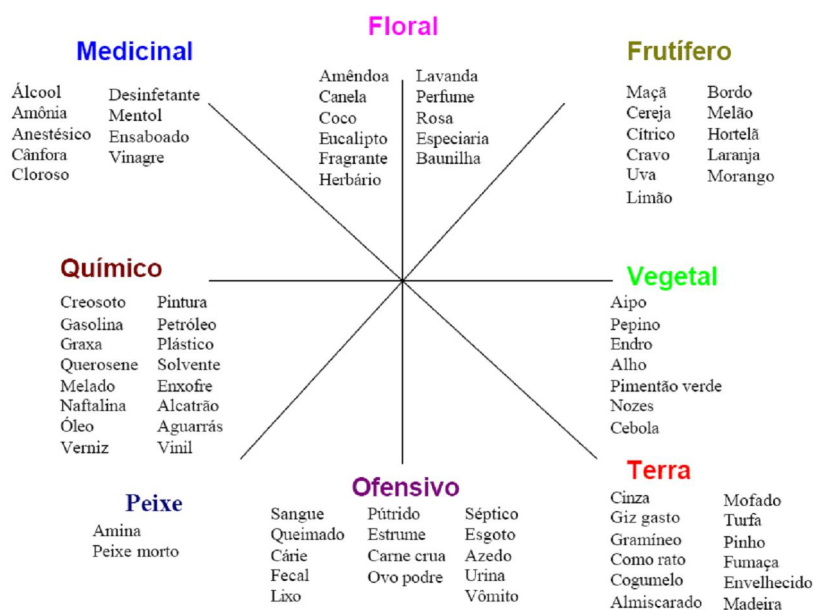 Floral
Amêndoa Lavanda
Canela Perfume
Coco Rosa
Eucalipto Especiaria
Fragrante Baunilha
Herbário
Medicinal
Álcool Desinfetante
Amônia Mentol
Anestésico Ensaboado
Cânfora Vinagre
Cloroso
Frutífero
Maçã Bordo
Cereja Melão
Cítrico Hortelã
Cravo Laranja
Uva Morango
Limão
Químico
Creosoto Pintura
Gasolina Petróleo
Graxa Plástico
Querosene Solvente
Melado Enxofre
Naftalina Alcatrão
Óleo Aguarrás
Verniz Vinil
Vegetal
Aipo
Pepino
Endro
Alho
Pimentão verde
Nozes
Cebola
Peixe
Amina
Peixe morto
Ofensivo
Sangue Pútrido Séptico
Queimado Estrume Esgoto
Cárie Carne crua Azedo
Fecal Ovo podre Urina
Lixo Vômito
Terra
Cinza Mofado
Giz gasto Turfa
Gramíneo Pinho
Como rato Fumaça
Cogumelo Envelhecido
Almiscarado Madeira